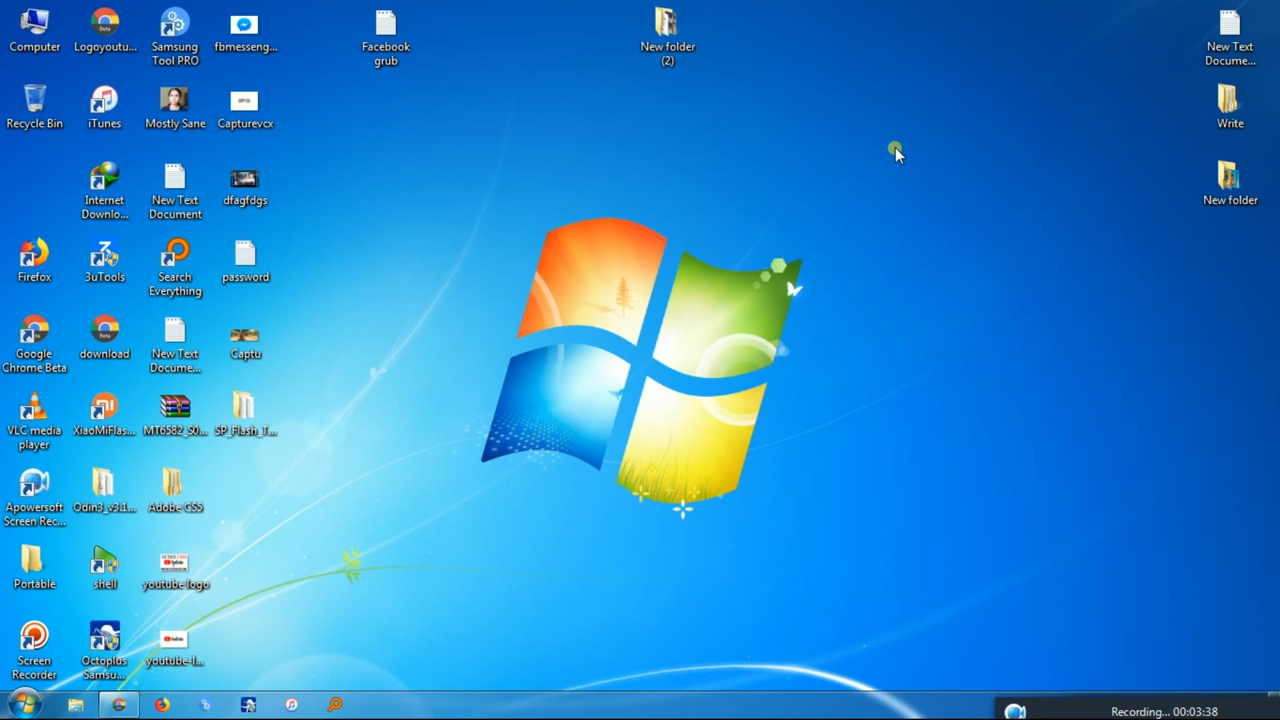 Computer
Logoyoutu...
Samsung
Tool PRO
fbmesseng...
Facebook
grub
New folder
(2)
New Text
Docume...
Recycle Bin
iTunes
Mostly Sane
Capturevcx
Write
Internet
Downlo...
New Text
Document
dfagfdgs
New folder
Firefox
3uTools
Search
Everything
password
Google
Chrome Beta
download
New Text
Docume...
Captu
VLC media
player
XiaoMiFlas...
MT6582_S0...
SP_Flash_T...
Apowersoft
Screen Rec...
Odin3_v3.1...
Adobe CS5
Portable
shell
youtube logo
Screen
Recorder
Octoplus
Samsu...
youtube-l...
Recording... 00:03:38